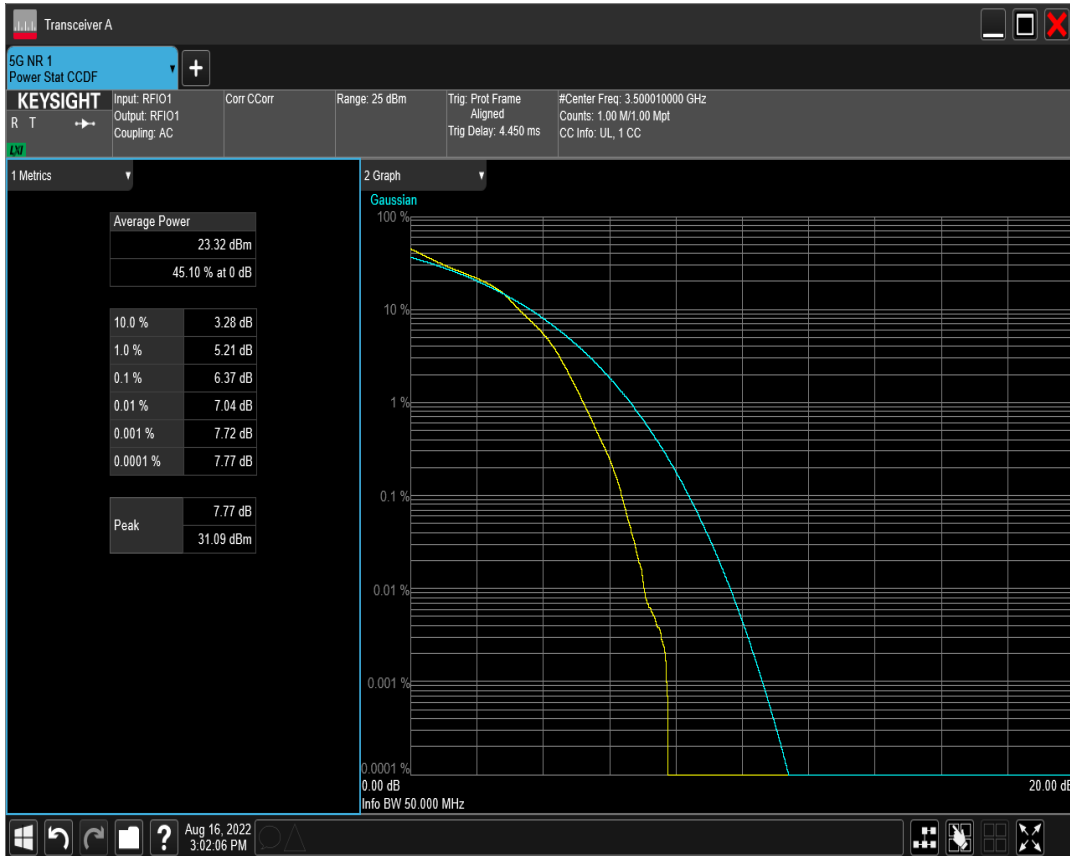 Transceiver A
5G NR 1
Power Stat CCDF
KEYSIGHT
R T
LXI
Input: RFIO1
Output: RFIO1
Coupling: AC
Corr CCorr
Range: 25 dBm
Trig: Prot Frame
Aligned
Trig Delay: 4.450 ms
#Center Freq: 3.500010000 GHz
Counts: 1.00 M/1.00 Mpt
CC Info: UL, 1 CC
1 Metrics
Average Power
23.32 dBm
45.10 % at 0 dB
10.0 % 3.28 dB
1.0 % 5.21 dB
0.1 % 6.37 dB
0.01 % 7.04 dB
0.001 % 7.72 dB
0.0001 % 7.77 dB
Peak 7.77 dB
31.09 dBm
2 Graph
Gaussian
100 %
10 %
1 %
0.1 %
0.01 %
0.001 %
0.0001 %
0.00 dB 20.00 dB
Info BW 50.000 MHz
?
Aug 16, 2022
3:02:06 PM